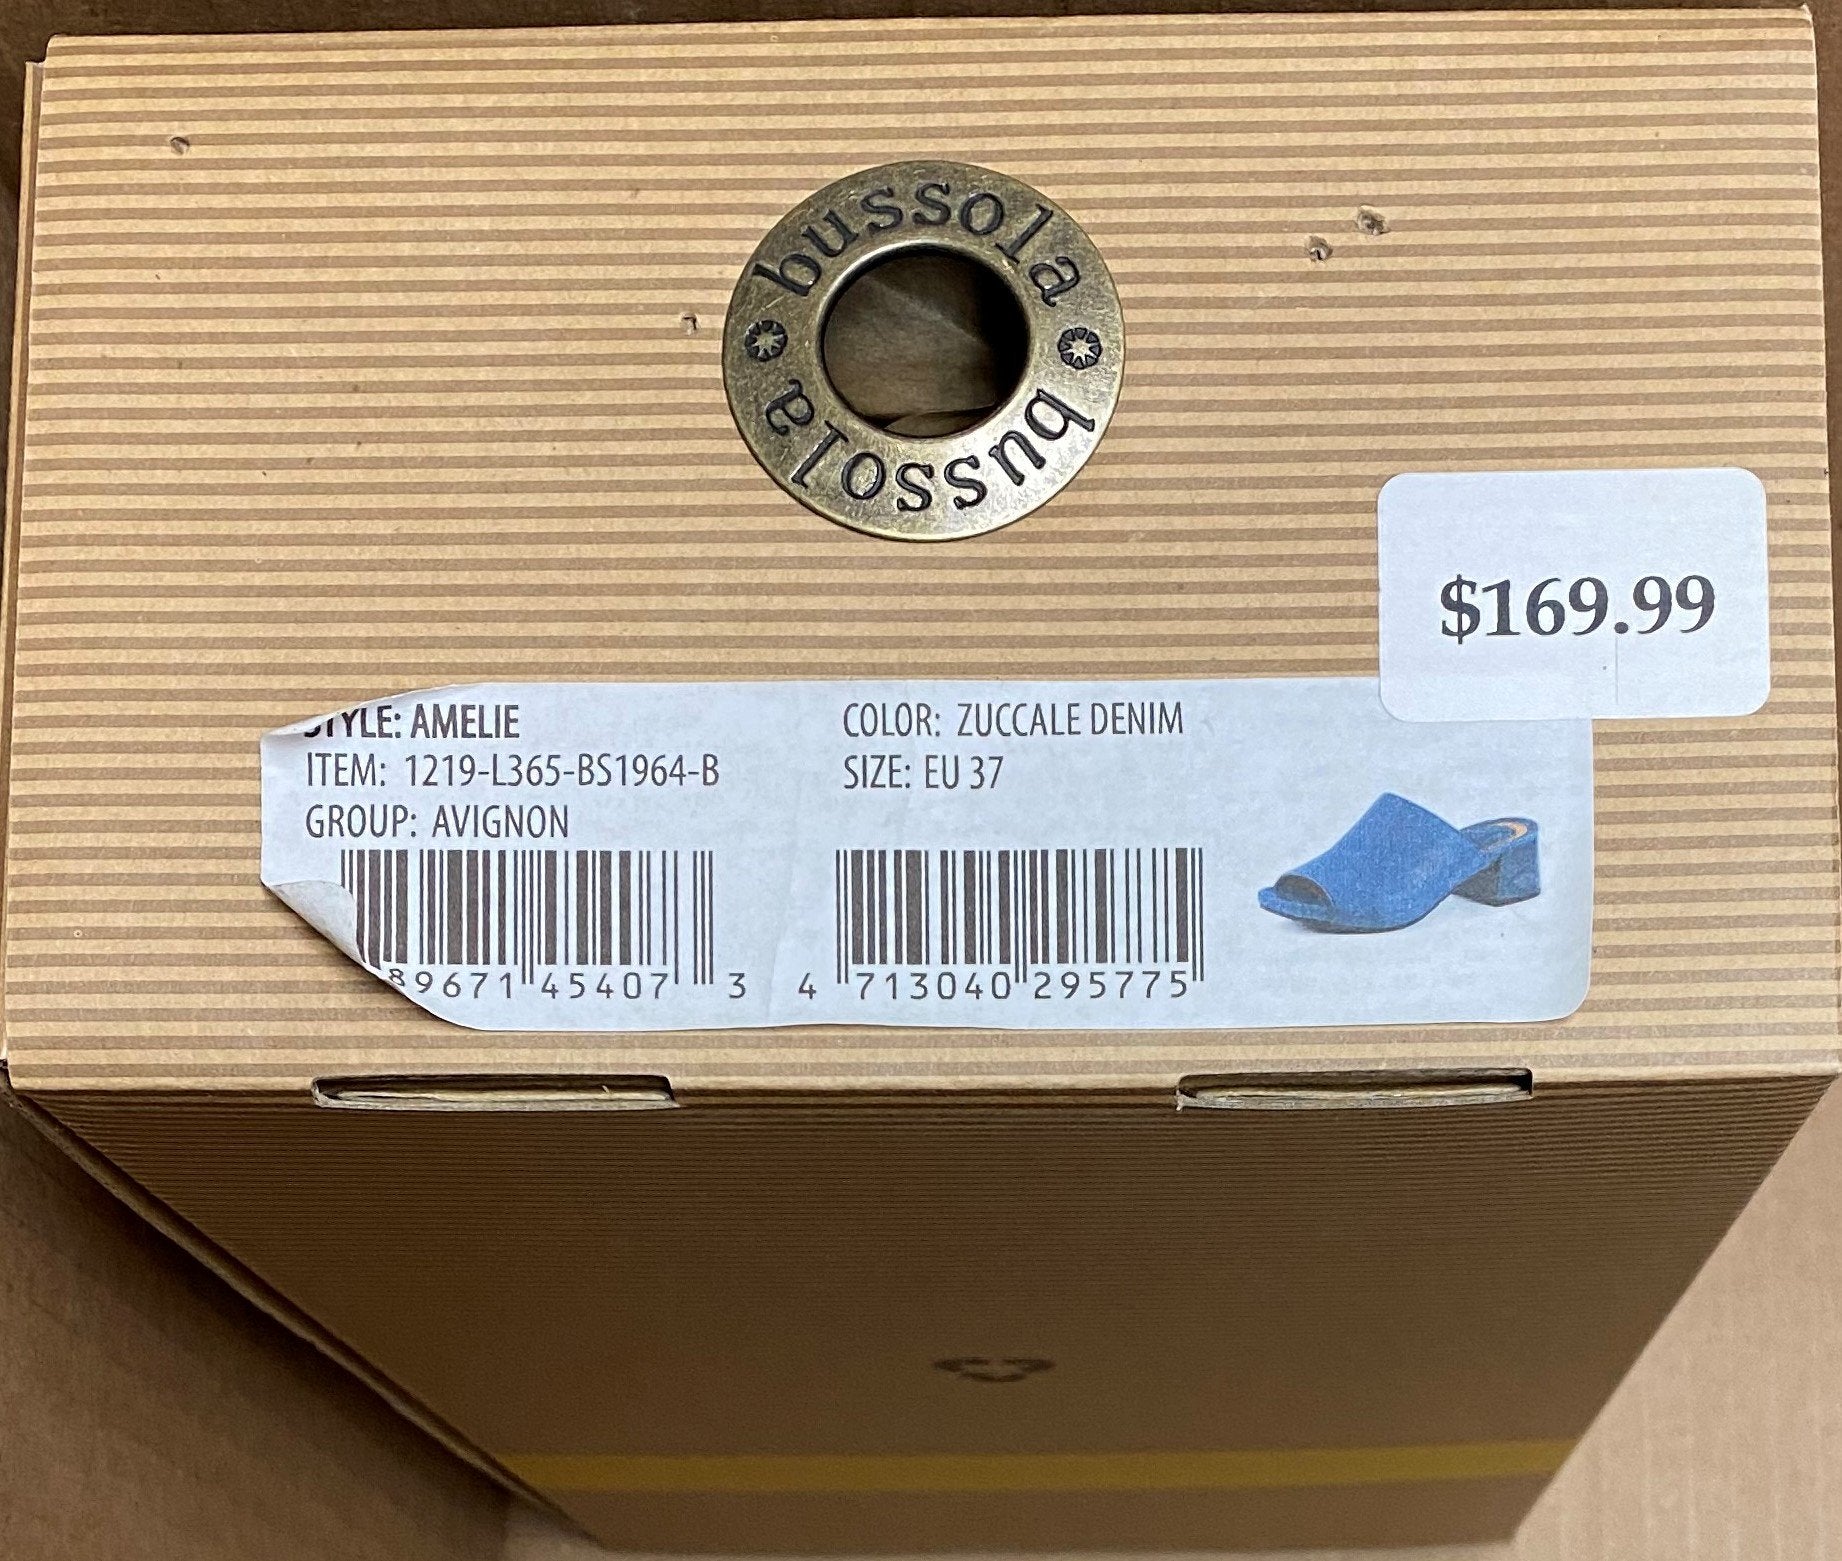 bussola
bussola
$169.99
STYLE: AMELIE
ITEM: 1219-L365-BS1964-B
GROUP: AVIGNON
COLOR: ZUCCALE DENIM
SIZE: EU 37
89671 45407 3
4 713040 295775